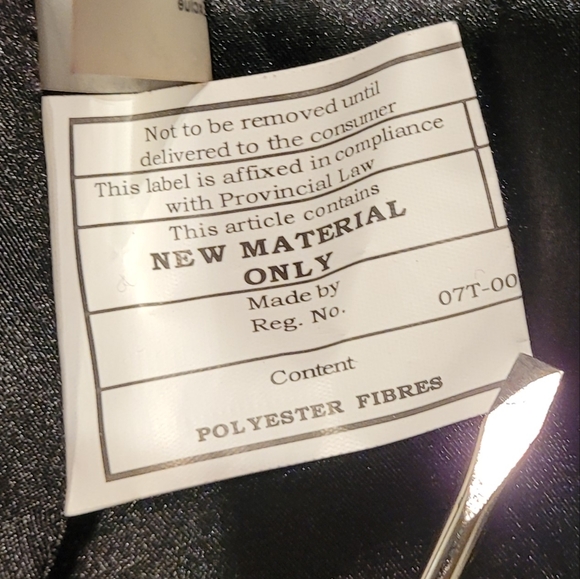 Not to be removed until
delivered to the consumer
This label is affixed in compliance
with Provincial Law
This article contains
NEW MATERIAL
ONLY
Made by
Reg. No. 07T-00
Content
POLYESTER FIBRES